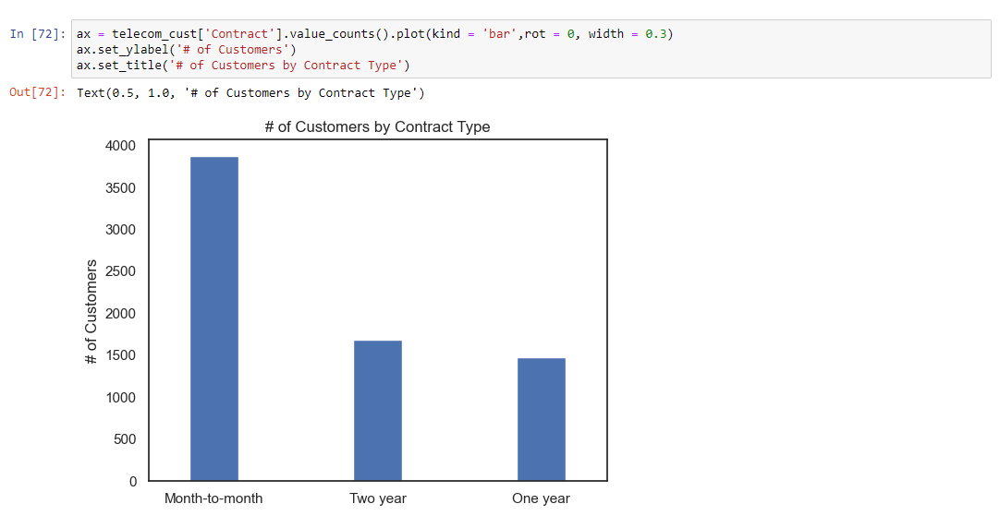 In [72]: ax = telecom_cust['Contract'].value_counts().plot(kind = 'bar',rot = 0, width = 0.3)
ax.set_ylabel('# of Customers')
ax.set_title('# of Customers by Contract Type')
Out[72]: Text(0.5, 1.0, '# of Customers by Contract Type')
# of Customers by Contract Type
# of Customers
4000
3500
3000
2500
2000
1500
1000
500
0
Month-to-month Two year One year